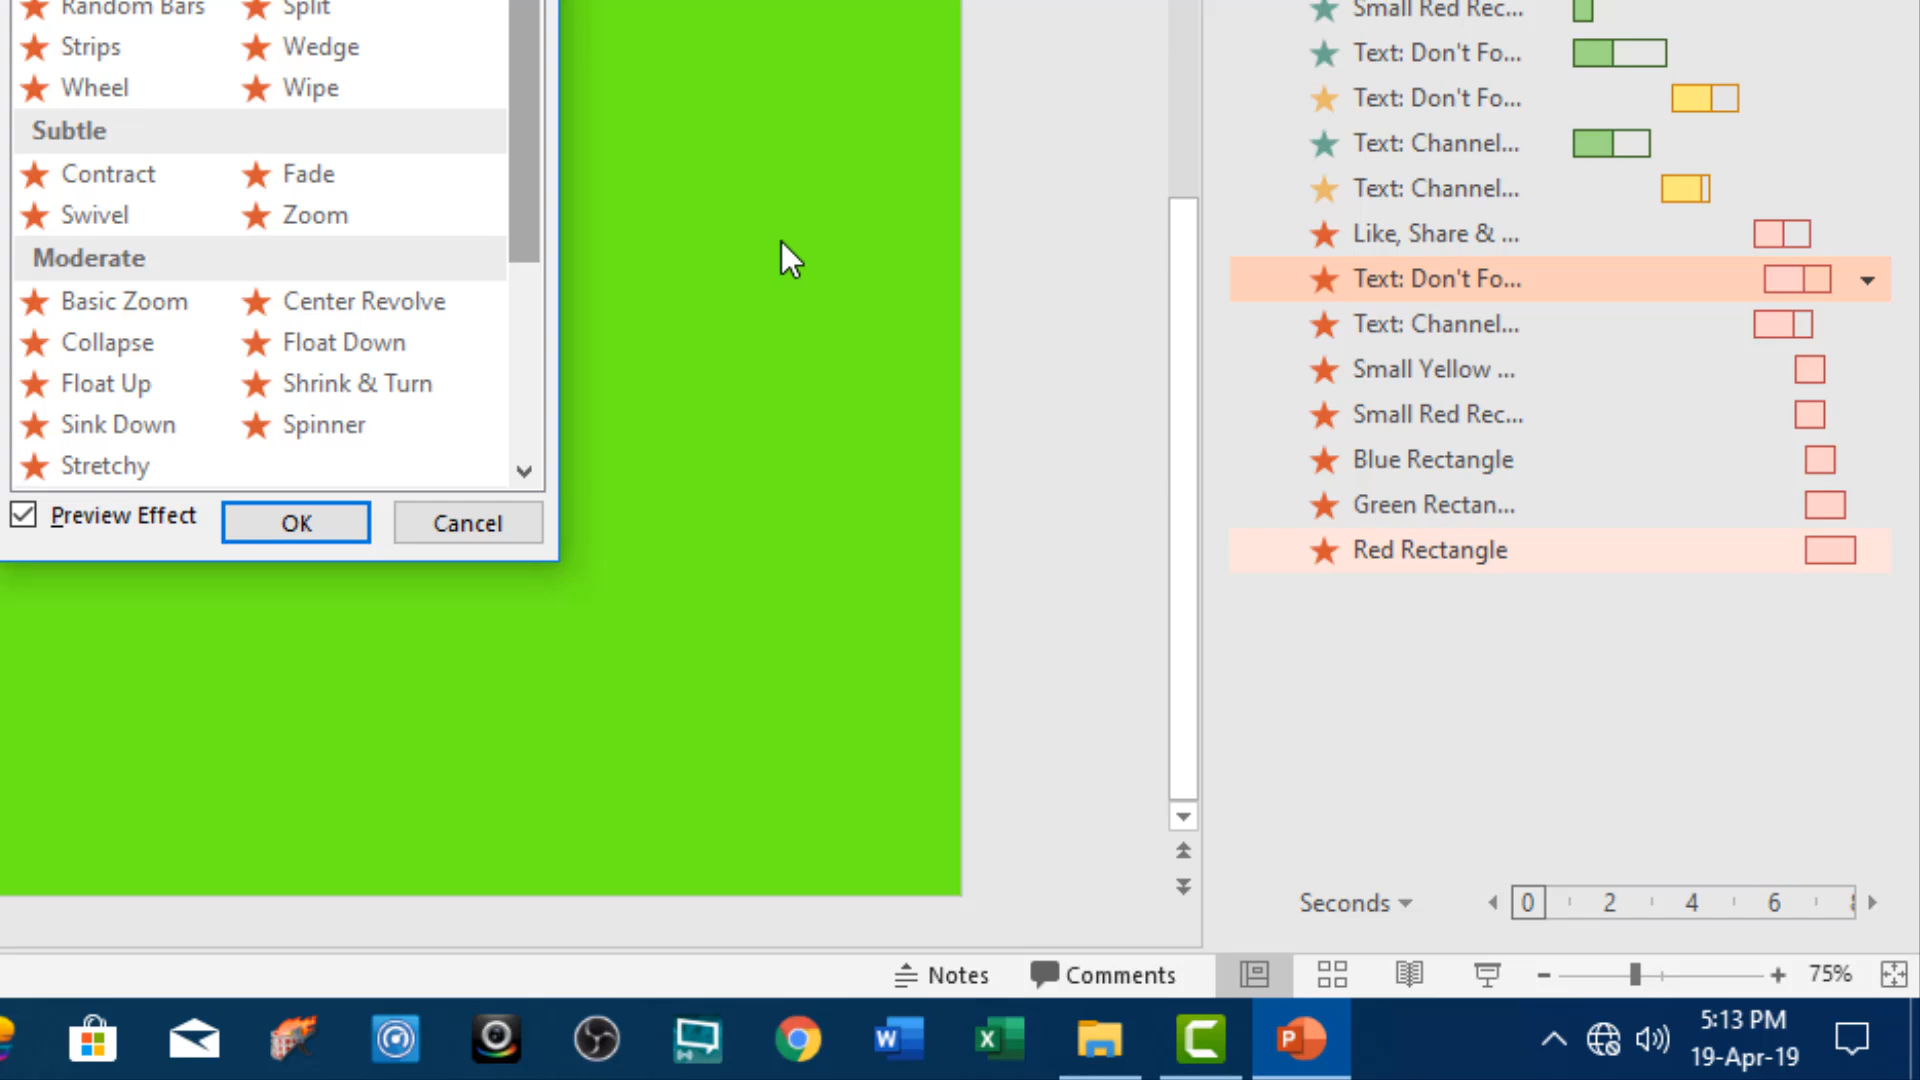 Random Bars
Split
Strips
Wedge
Wheel
Wipe
Subtle
Contract
Fade
Swivel
Zoom
Moderate
Basic Zoom
Center Revolve
Collapse
Float Down
Float Up
Shrink & Turn
Sink Down
Spinner
Stretchy
Preview Effect
OK
Cancel
Small Red Rec...
Text: Don't Fo...
Text: Don't Fo...
Text: Channel...
Text: Channel...
Like, Share & ...
Text: Don't Fo...
Text: Channel...
Small Yellow ...
Small Red Rec...
Blue Rectangle
Green Rectan...
Red Rectangle
Seconds
0 2 4 6
Notes
Comments
75%
5:13 PM
19-Apr-19